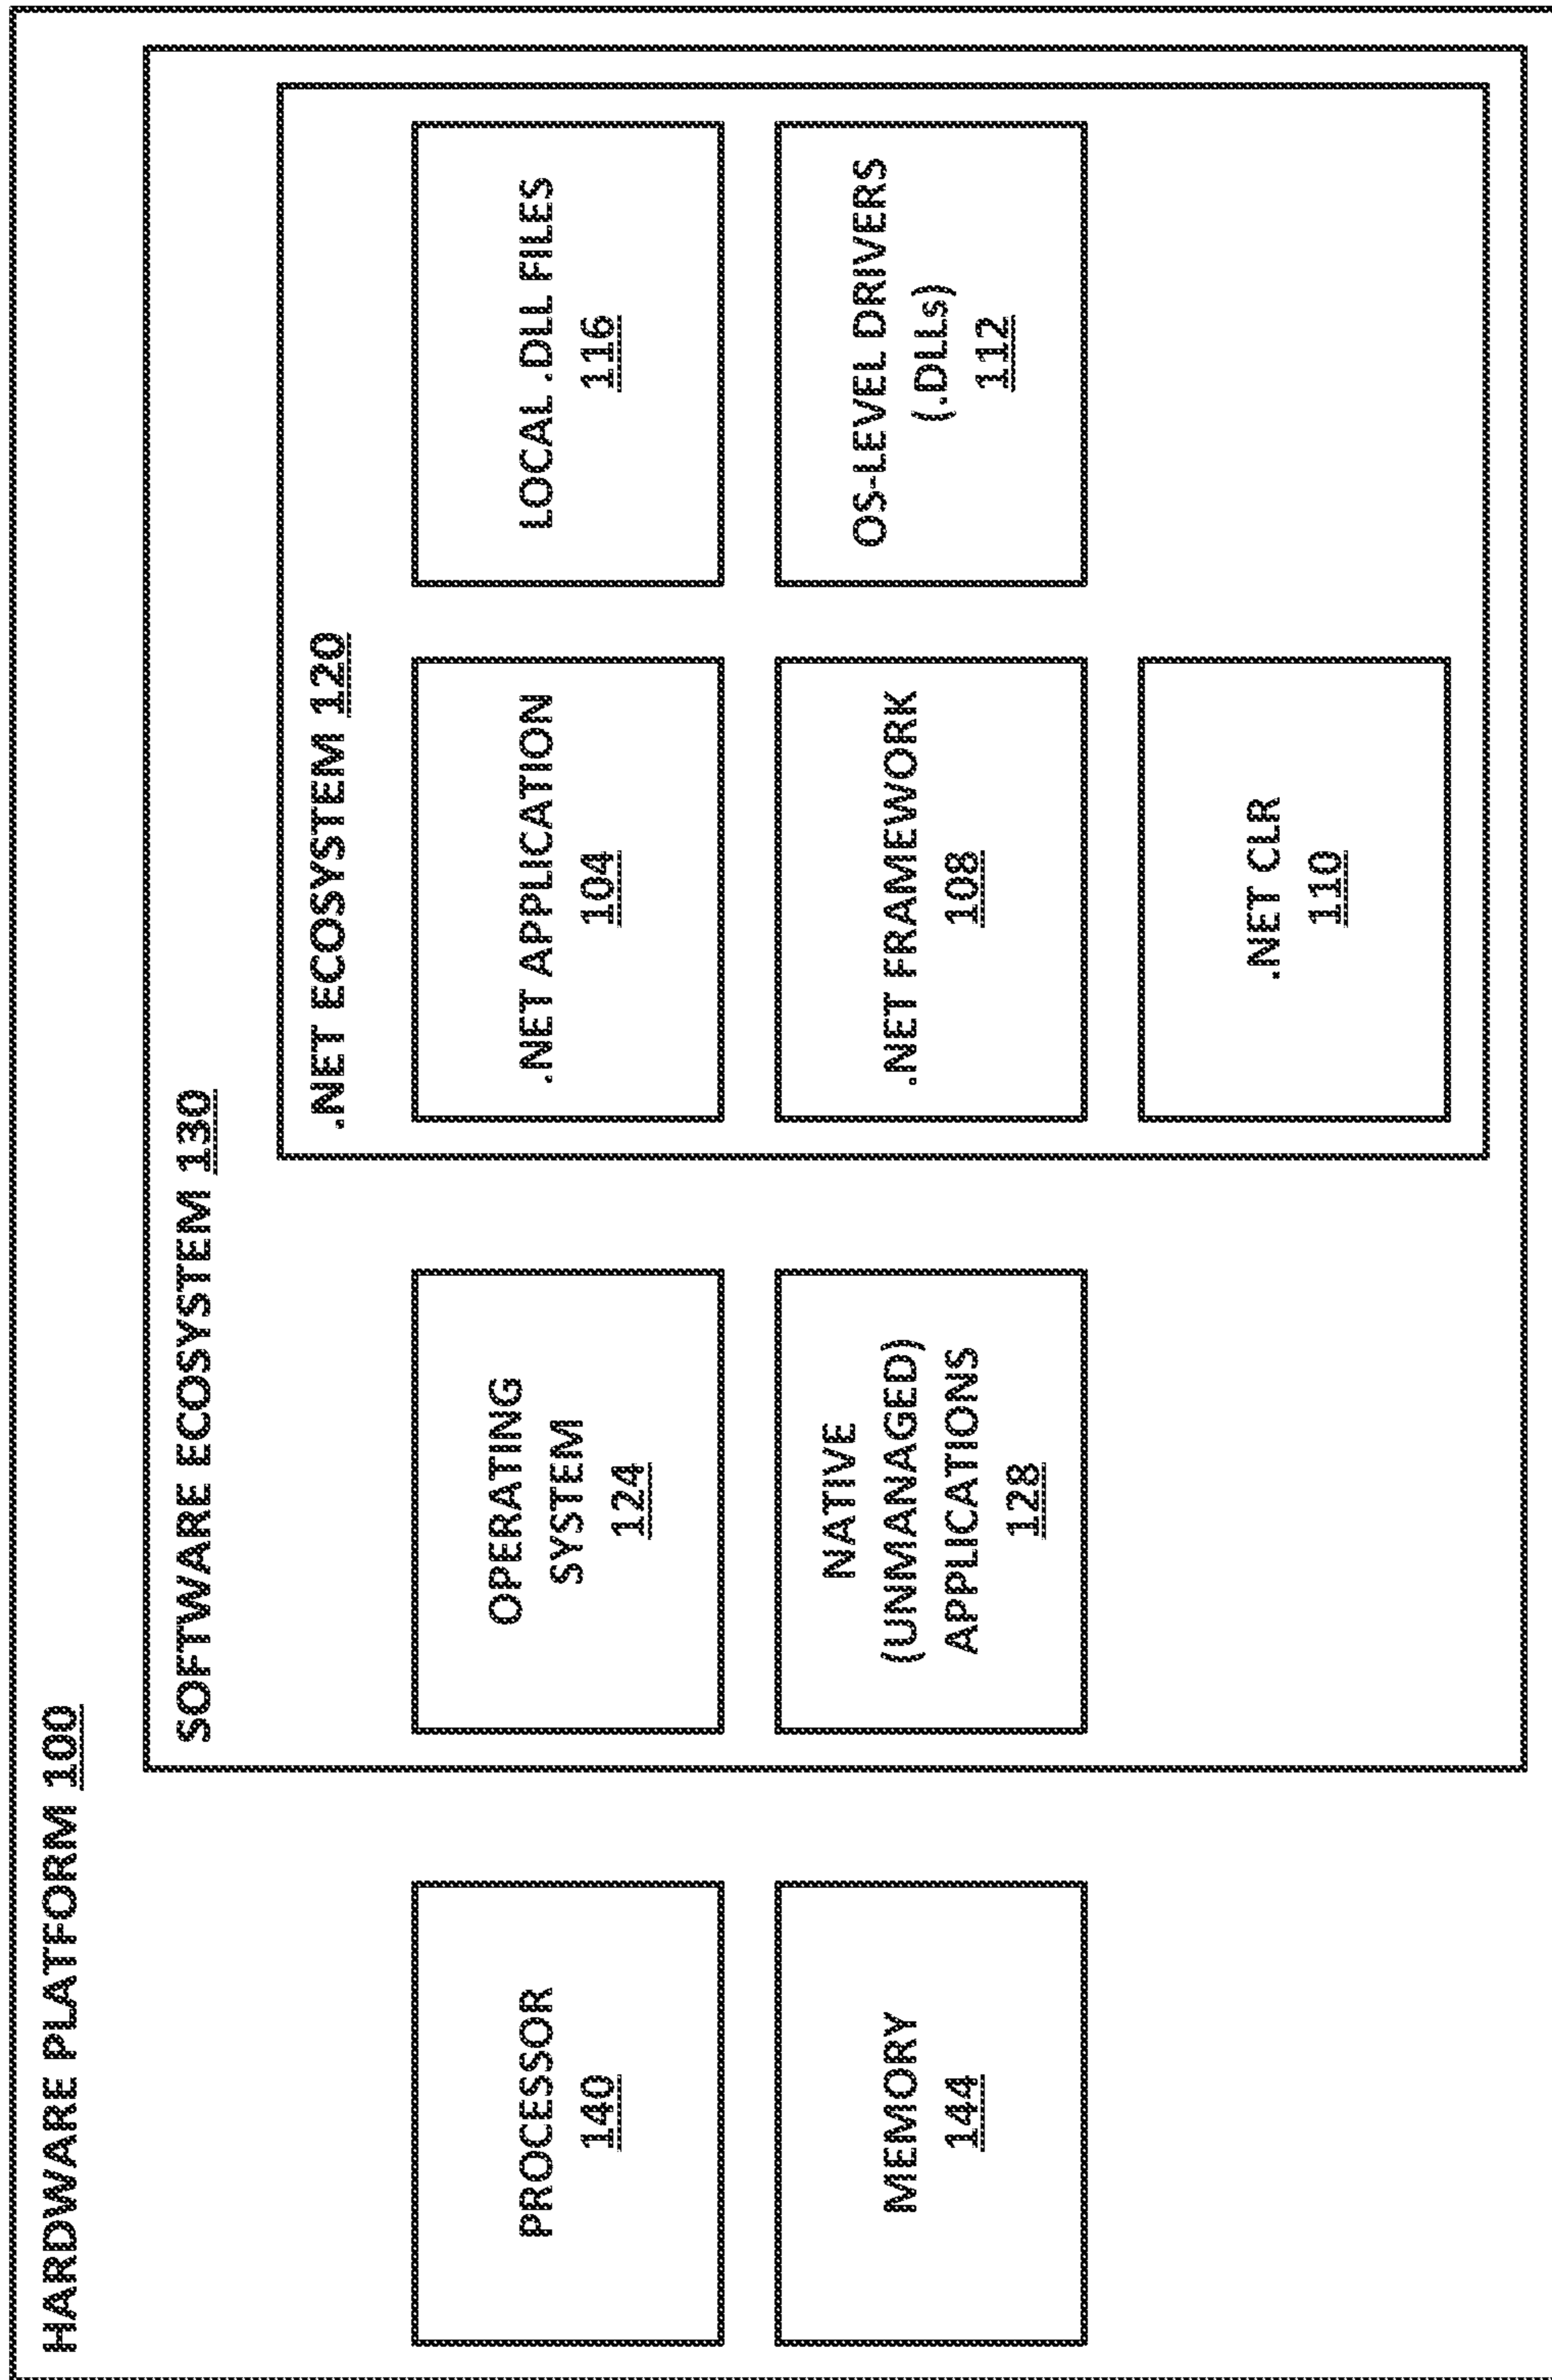 HARDWARE PLATFORM 100
SOFTWARE ECOSYSTEM 130
.NET ECOSYSTEM 120
PROCESSOR
140
OPERATING
SYSTEM
124
.NET APPLICATION
104
LOCAL .DLL FILES
116
MEMORY
144
NATIVE
(UNMANAGED)
APPLICATIONS
128
.NET FRAMEWORK
108
OS-LEVEL DRIVERS
(.DLLs)
112
.NET CLR
110